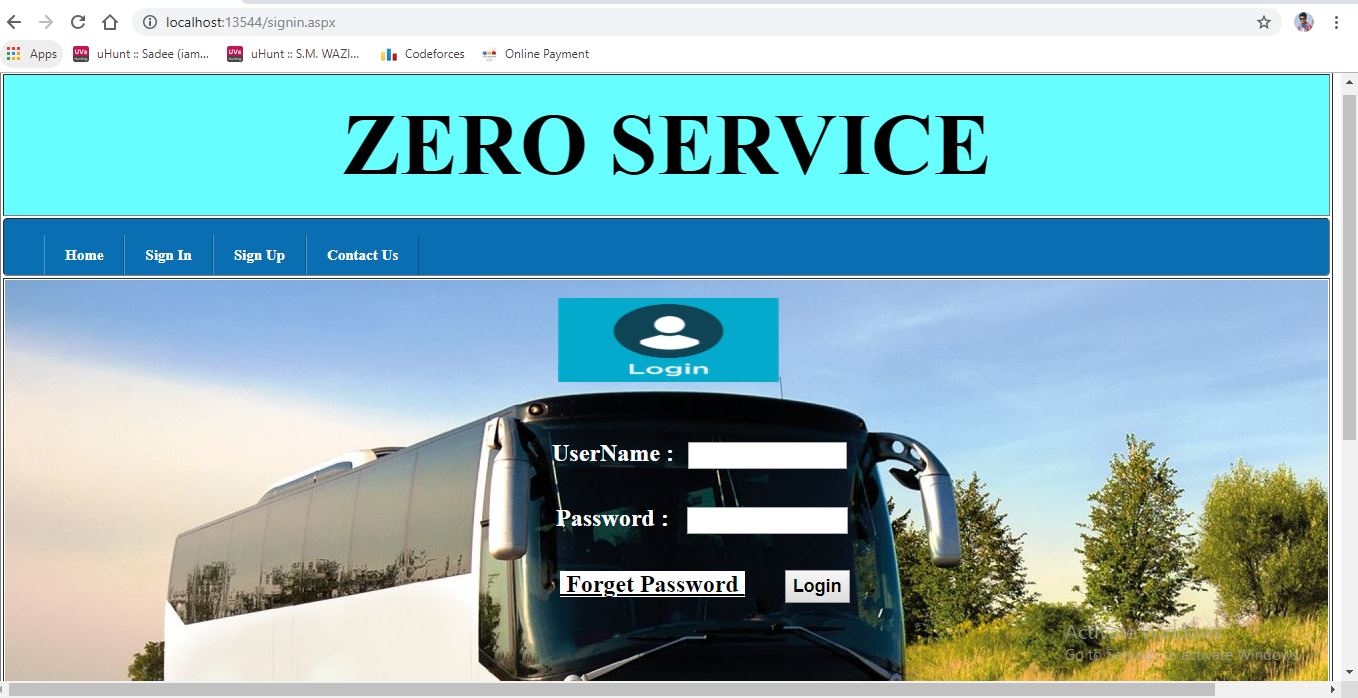 localhost:13544/signin.aspx
Apps uHunt :: Sadee (iam... uHunt :: S.M. WAZI... Codeforces Online Payment
ZERO SERVICE
Home Sign In Sign Up Contact Us
Login
UserName :
Password :
Forget Password Login
Activate Windows
Go to Settings to activate Windows.